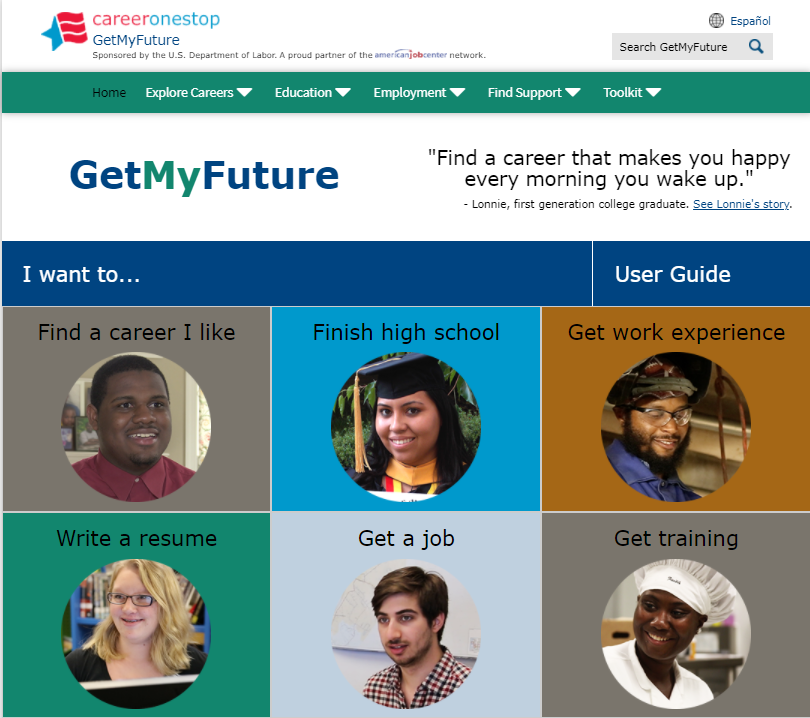 careeronestop
GetMyFuture
Sponsored by the U.S. Department of Labor. A proud partner of the americanjobcenter network.
Español
Search GetMyFuture
Home Explore Careers Education Employment Find Support Toolkit
GetMyFuture
"Find a career that makes you happy
every morning you wake up."
- Lonnie, first generation college graduate. See Lonnie's story.
I want to... User Guide
Find a career I like Finish high school Get work experience
Write a resume Get a job Get training